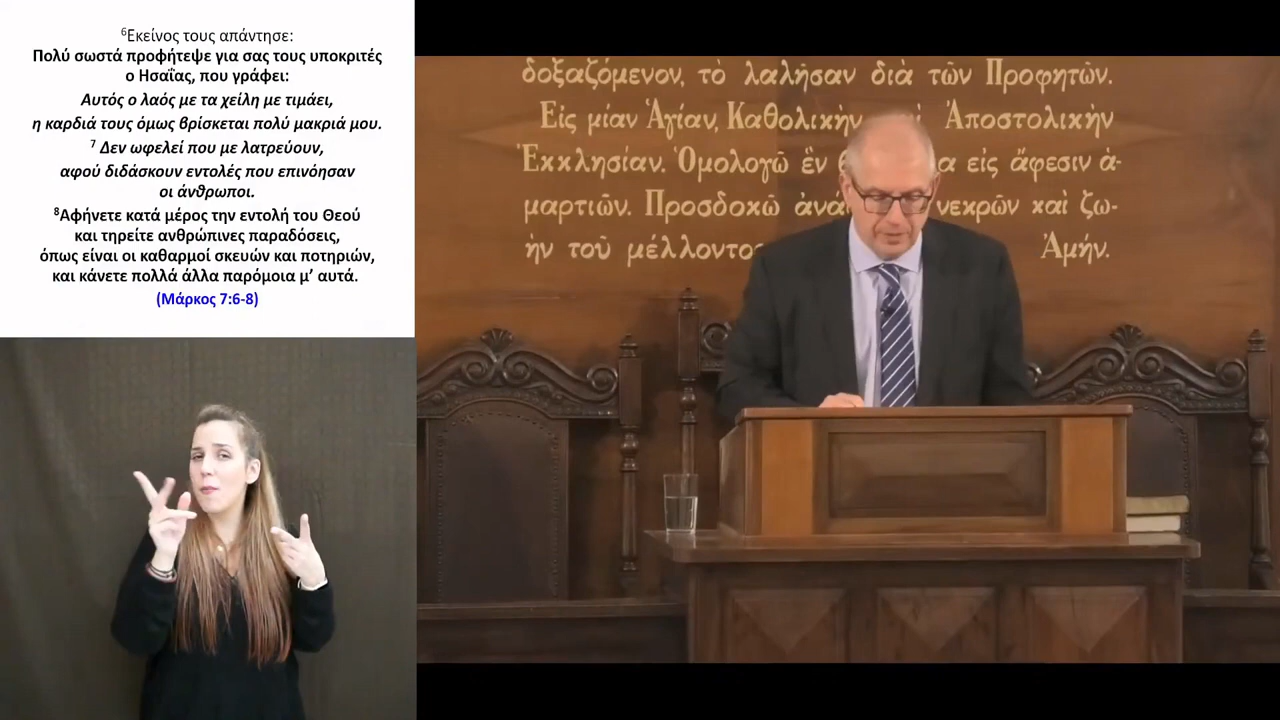 ⁶Εκείνος τους απάντησε:
Πολύ σωστά προφήτεψε για σας τους υποκριτές
ο Ησαΐας, που γράφει:
Αυτός ο λαός με τα χείλη με τιμάει,
η καρδιά τους όμως βρίσκεται πολύ μακριά μου.
⁷ Δεν ωφελεί που με λατρεύουν,
αφού διδάσκουν εντολές που επινόησαν
οι άνθρωποι.
⁸Αφήνετε κατά μέρος την εντολή του Θεού
και τηρείτε ανθρώπινες παραδόσεις,
όπως είναι οι καθαρμοί σκευών και ποτηριών,
και κάνετε πολλά άλλα παρόμοια μ’ αυτά.
(Μάρκος 7:6-8)
δοξαζόμενον, τὸ λαλῆσαν διὰ τῶν Προφητῶν.
Εἰς μίαν Ἁγίαν, Καθολικὴν Ἀποστολικὴν
Ἐκκλησίαν. Ὁμολογῶ ἓν εἰς ἄφεσιν ἁ-
μαρτιῶν. Προσδοκῶ νεκρῶν καὶ ζω-
ὴν τοῦ Ἀμήν.